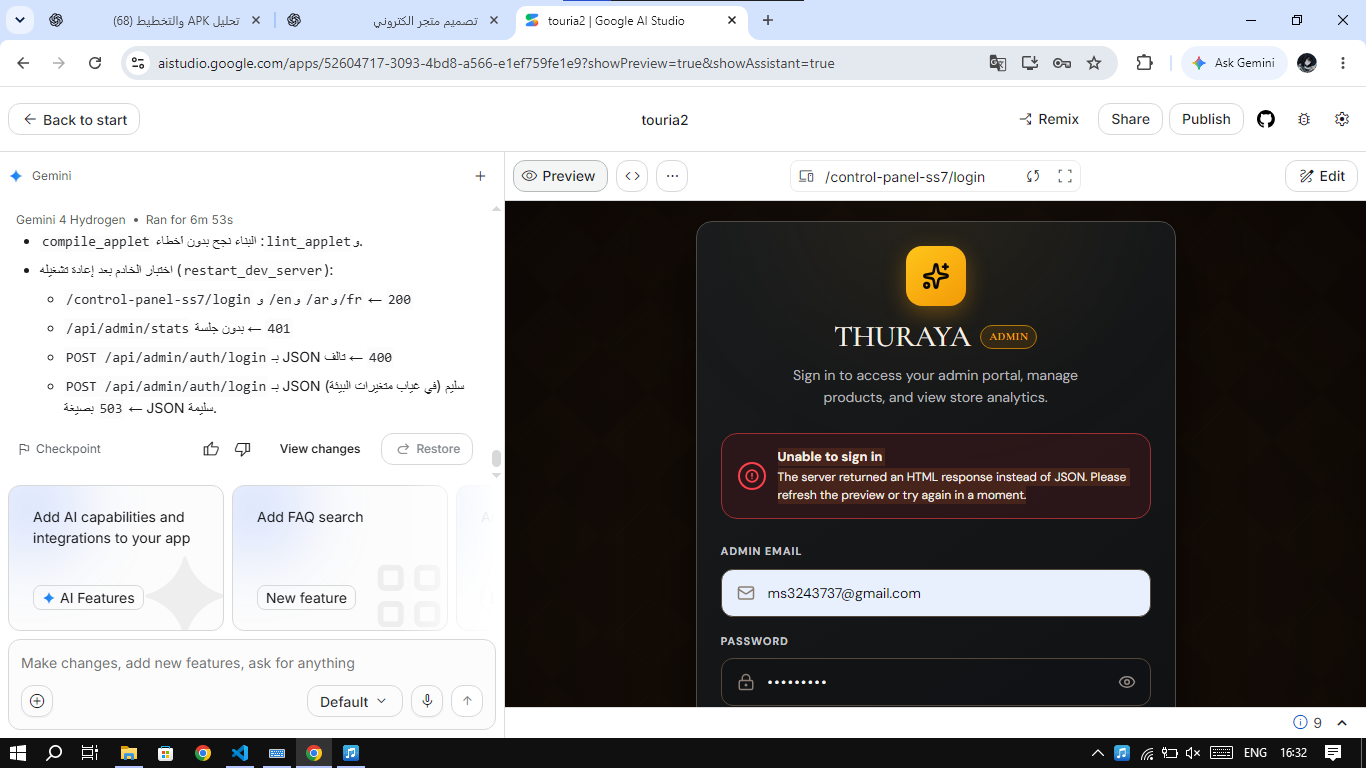 تحليل APK والتخطيط (68)
تصميم متجر الكتروني
touria2 | Google AI Studio
aistudio.google.com/apps/52604717-3093-4bd8-a566-e1ef759fe1e9?showPreview=true&showAssistant=true
Ask Gemini
Back to start
touria2
Remix
Share
Publish
Gemini
Preview
/control-panel-ss7/login
Edit
Gemini 4 Hydrogen • Ran for 6m 53s
compile_applet و lint_applet: البناء نجح بدون أخطاء.
اختبار الخادم بعد إعادة تشغيله (restart_dev_server):
/control-panel-ss7/login و /en و /ar و /fr ← 200
/api/admin/stats بدون جلسة ← 401
POST /api/admin/auth/login بـ JSON تالف ← 400
POST /api/admin/auth/login بـ JSON سليم (في غياب متغيرات البيئة)
← 503 بصيغة JSON سليمة.
Checkpoint
View changes
Restore
Add AI capabilities and
integrations to your app
AI Features
Add FAQ search
New feature
Make changes, add new features, ask for anything
Default
THURAYA ADMIN
Sign in to access your admin portal, manage
products, and view store analytics.
Unable to sign in
The server returned an HTML response instead of JSON. Please
refresh the preview or try again in a moment.
ADMIN EMAIL
ms3243737@gmail.com
PASSWORD
9
ENG
16:32